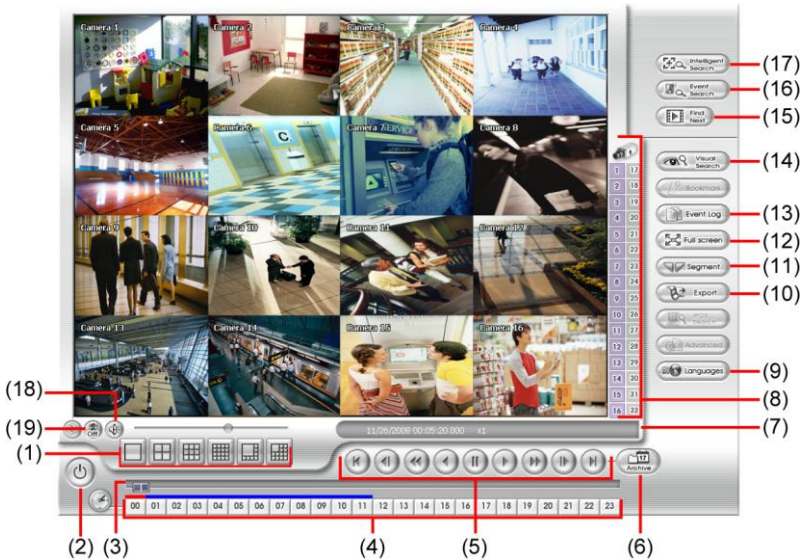 Camera 1
Camera 2
Camera 3
Camera 4
Camera 5
Camera 6
Camera 7
Camera 8
Camera 9
Camera 10
Camera 11
Camera 12
Camera 13
Camera 14
Camera 15
Camera 16
C
SERVICE
Intelligent Search
(17)
Event Search
(16)
Find Next
(15)
Visual Search
(14)
Bookmark
Event Log
(13)
Full screen
(12)
Segment
(11)
Export
(10)
POS Search
Advanced
Languages
(9)
(8)
1 17
2 18
3 19
4 20
5 21
6 22
7 23
8 24
9 25
10 26
11 27
12 28
13 29
14 30
15 31
16 32
(18)
(19)
Off
11/26/2009 00:05:20.000 x1
(7)
(1)
17
Archive
00 01 02 03 04 05 06 07 08 09 10 11 12 13 14 15 16 17 18 19 20 21 22 23
(2) (3) (4) (5) (6)